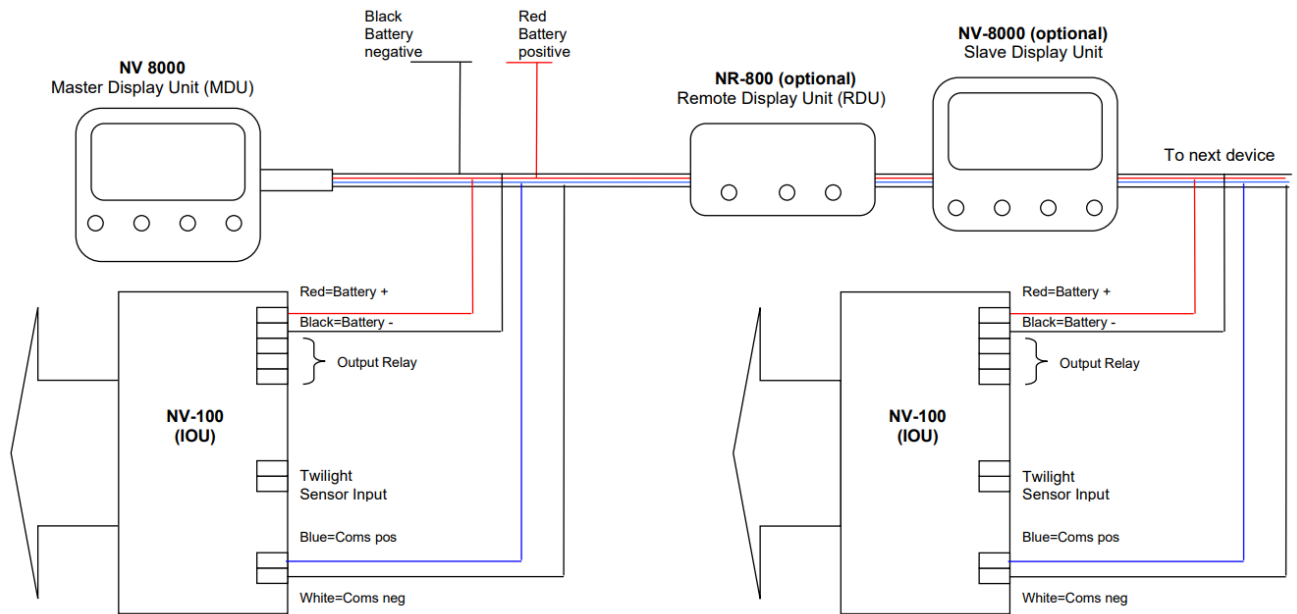 Black
Battery
negative
Red
Battery
positive
NV 8000
Master Display Unit (MDU)
NR-800 (optional)
Remote Display Unit (RDU)
NV-8000 (optional)
Slave Display Unit
To next device
Red=Battery +
Black=Battery -
Output Relay
NV-100
(IOU)
Twilight
Sensor Input
Blue=Coms pos
White=Coms neg
Red=Battery +
Black=Battery -
Output Relay
NV-100
(IOU)
Twilight
Sensor Input
Blue=Coms pos
White=Coms neg